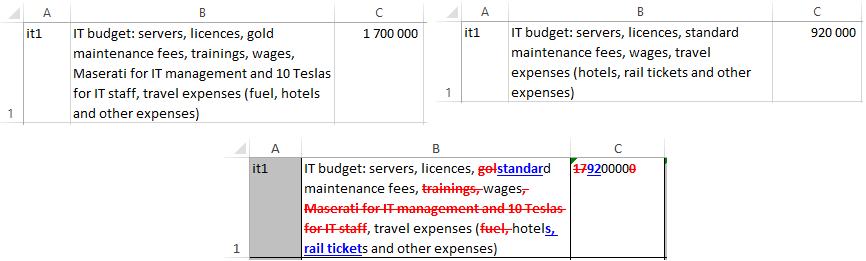 A B C
it1 IT budget: servers, licences, gold 1 700 000
maintenance fees, trainings, wages,
Maserati for IT management and 10 Teslas
for IT staff, travel expenses (fuel, hotels
1 and other expenses)
A B C
it1 IT budget: servers, licences, standard 920 000
maintenance fees, wages, travel
expenses (hotels, rail tickets and other
1 expenses)
A B C
it1 IT budget: servers, licences, golstandard 179200000
maintenance fees, trainings, wages,
Maserati for IT management and 10 Teslas
for IT staff, travel expenses (fuel, hotels,
1 rail tickets and other expenses)